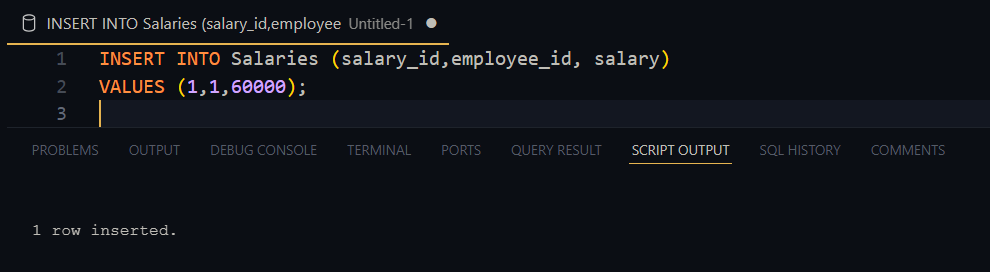 INSERT INTO Salaries (salary_id,employee Untitled-1
1 INSERT INTO Salaries (salary_id,employee_id, salary)
2 VALUES (1,1,60000);
3
PROBLEMS OUTPUT DEBUG CONSOLE TERMINAL PORTS QUERY RESULT SCRIPT OUTPUT SQL HISTORY COMMENTS
1 row inserted.